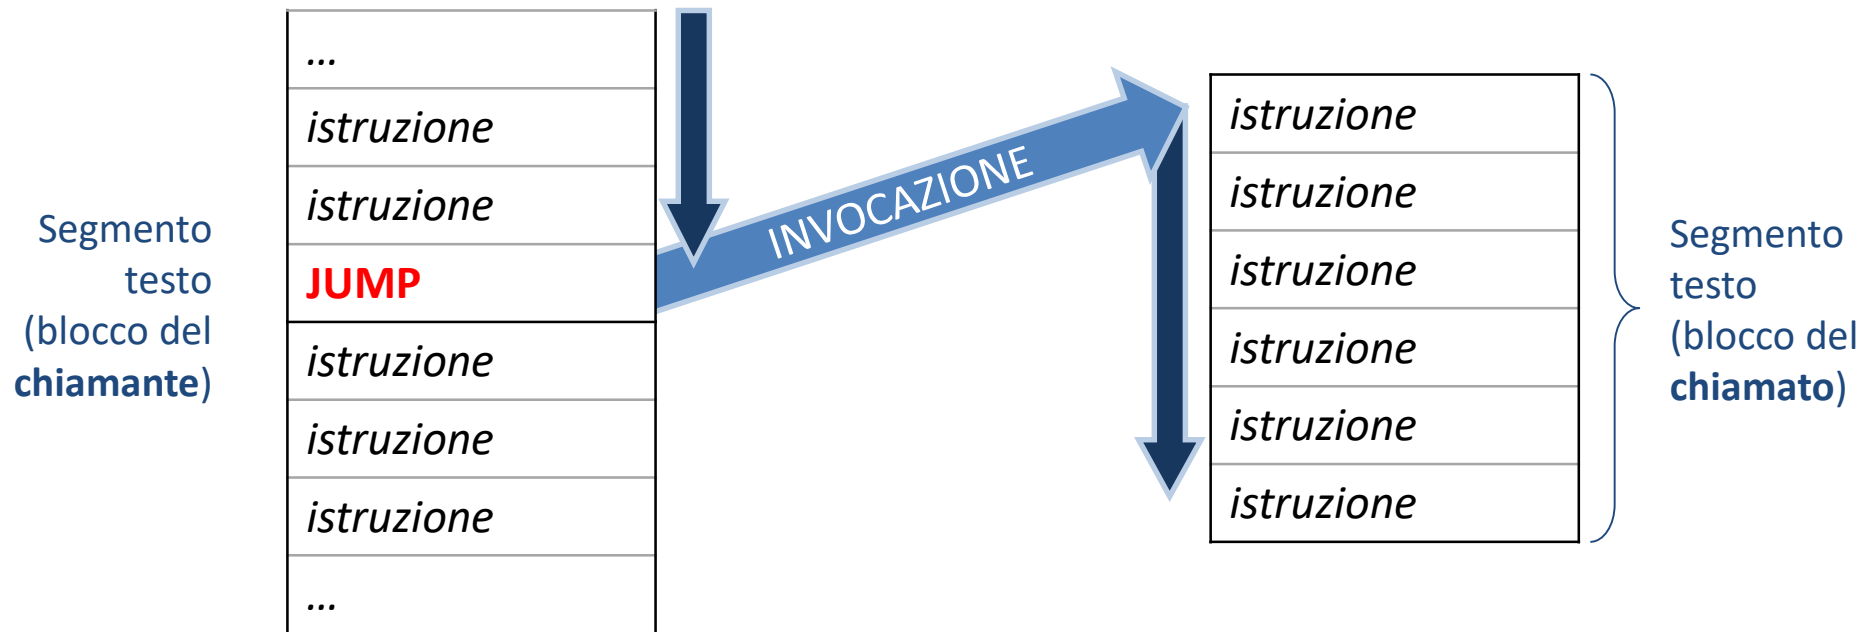 Segmento
testo
(blocco del
chiamante)
…
istruzione
istruzione
JUMP
istruzione
istruzione
istruzione
…
INVOCAZIONE
istruzione
istruzione
istruzione
istruzione
istruzione
istruzione
Segmento
testo
(blocco del
chiamato)